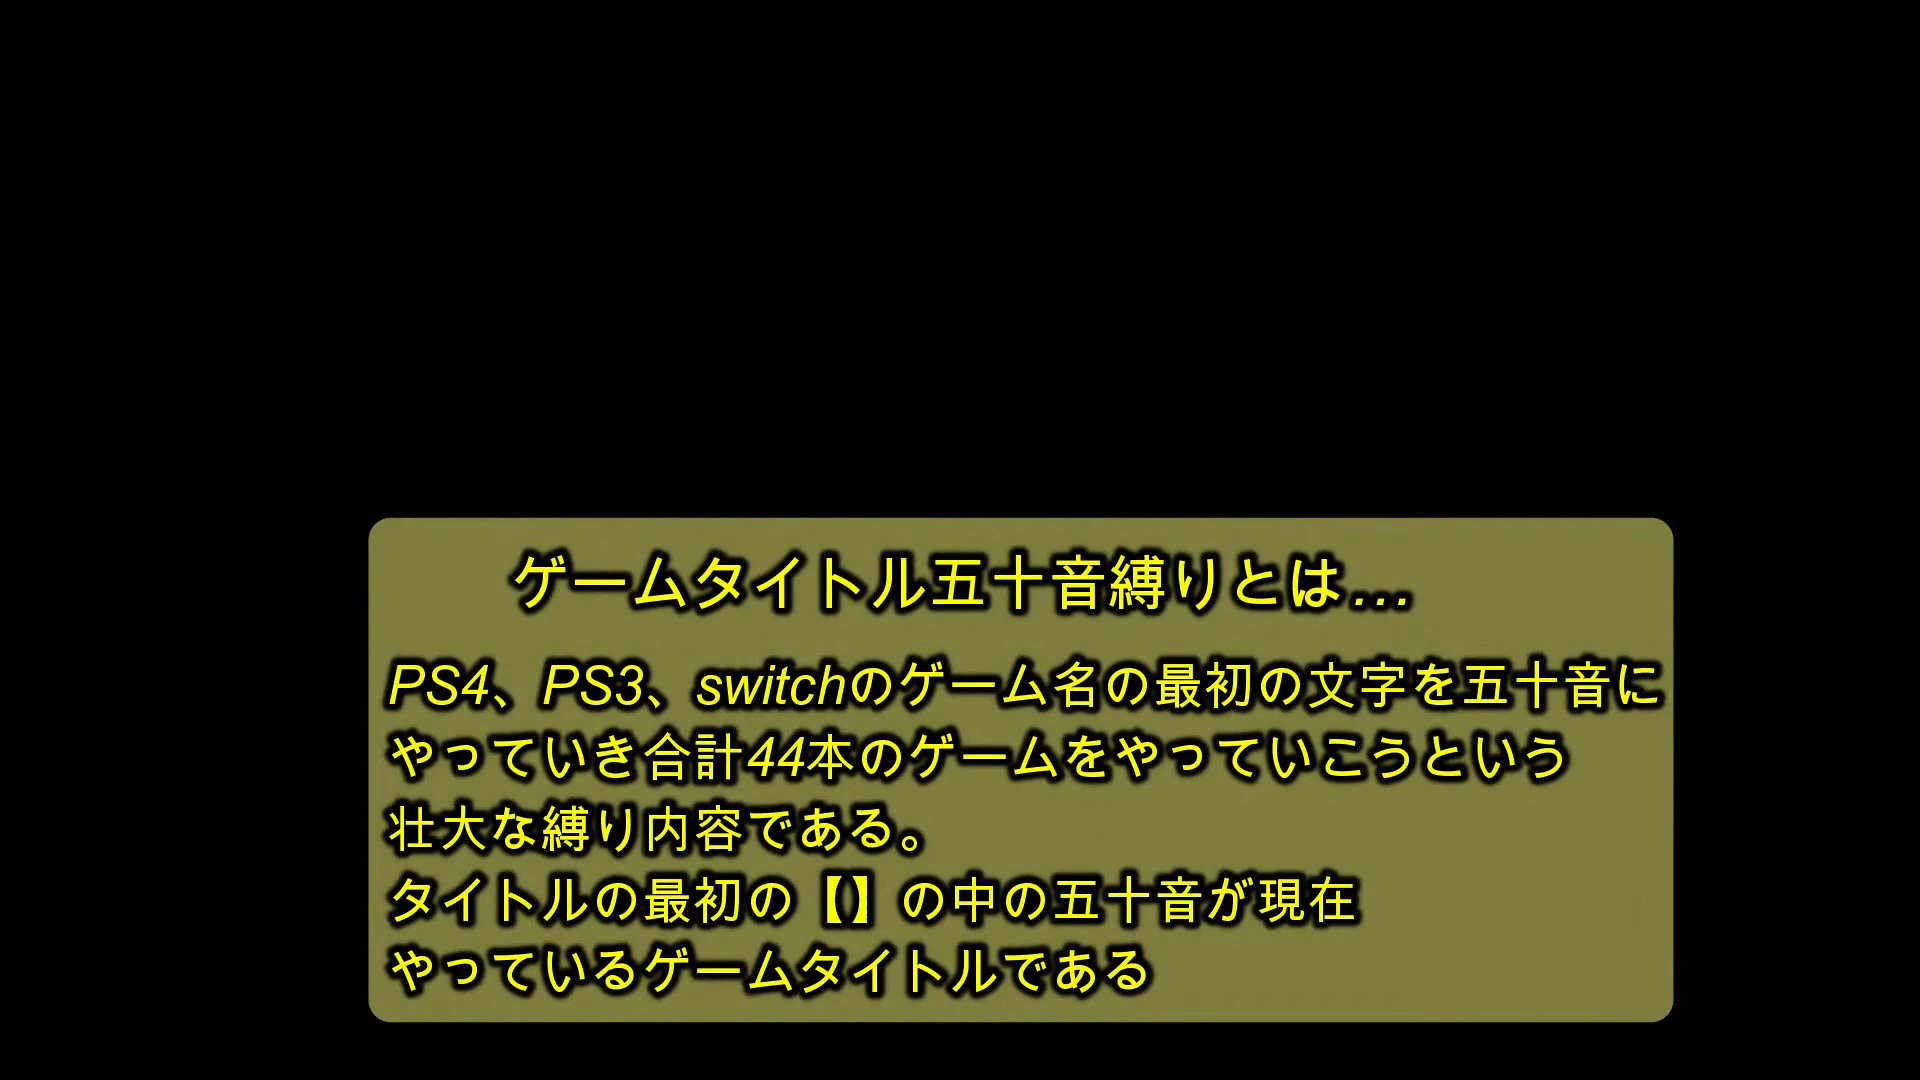 ゲームタイトル五十音縛りとは…
PS4、PS3、switchのゲーム名の最初の文字を五十音に
やっていき合計44本のゲームをやっていこうという
壮大な縛り内容である。
タイトルの最初の【】の中の五十音が現在
やっているゲームタイトルである